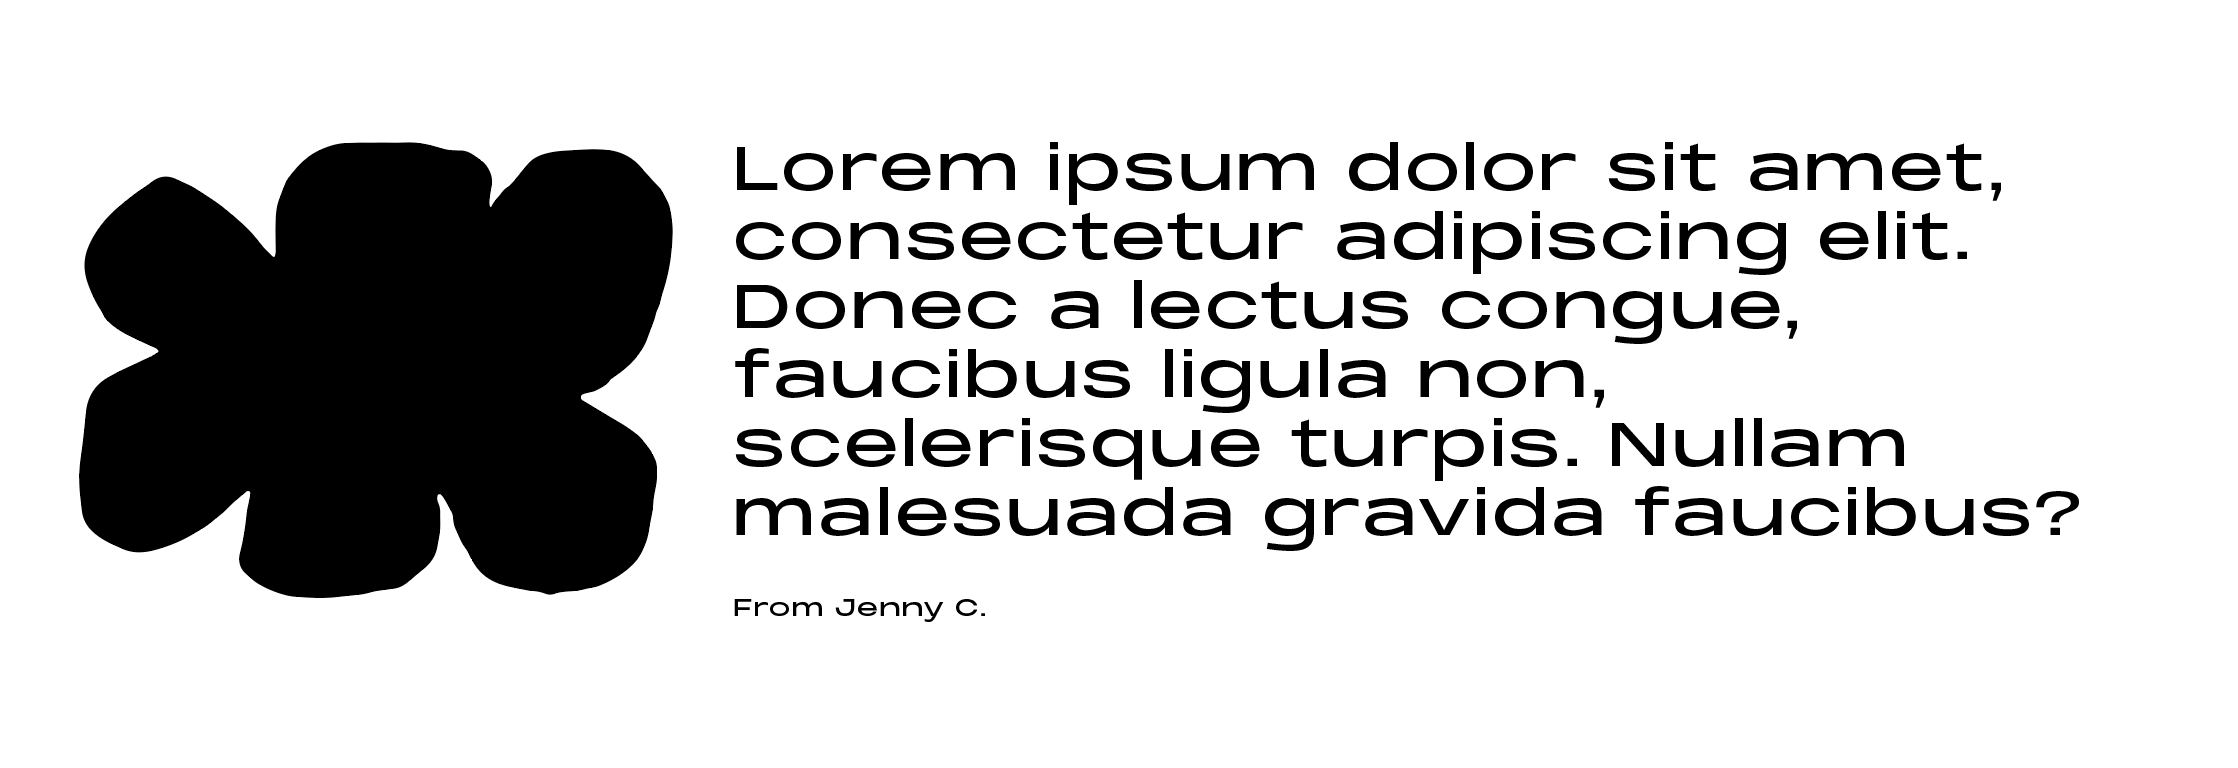 Lorem ipsum dolor sit amet,
consectetur adipiscing elit.
Donec a lectus congue,
faucibus ligula non,
scelerisque turpis. Nullam
malesuada gravida faucibus?
From Jenny C.